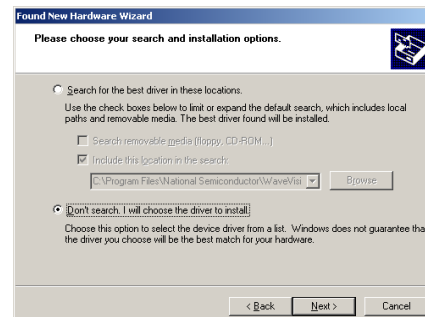 Found New Hardware Wizard
Please choose your search and installation options.
Search for the best driver in these locations.
Use the check boxes below to limit or expand the default search, which includes local
paths and removable media. The best driver found will be installed.
Search removable media (floppy, CD-ROM...)
Include this location in the search:
C:\Program Files\National Semiconductor\WaveVisi
Browse
Don't search. I will choose the driver to install.
Choose this option to select the device driver from a list. Windows does not guarantee tha
the driver you choose will be the best match for your hardware.
< Back
Next >
Cancel